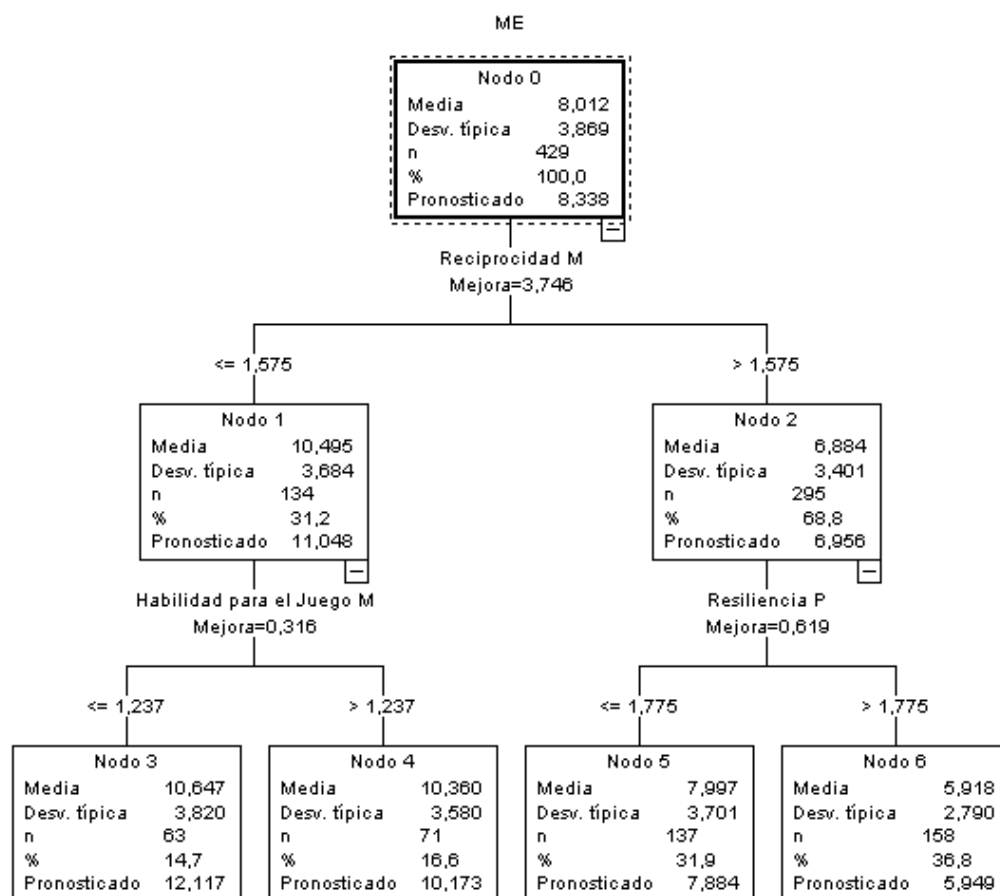 ME
Nodo 0
Media 8,012
Desv. típica 3,869
n 429
% 100,0
Pronosticado 8,338
Reciprocidad M
Mejora=3,746
<= 1,575
> 1,575
Nodo 1
Media 10,495
Desv. típica 3,684
n 134
% 31,2
Pronosticado 11,048
Nodo 2
Media 6,884
Desv. típica 3,401
n 295
% 68,8
Pronosticado 6,956
Habilidad para el Juego M
Mejora=0,316
Resiliencia P
Mejora=0,619
<= 1,237
> 1,237
<= 1,775
> 1,775
Nodo 3
Media 10,647
Desv. típica 3,820
n 63
% 14,7
Pronosticado 12,117
Nodo 4
Media 10,360
Desv. típica 3,580
n 71
% 16,6
Pronosticado 10,173
Nodo 5
Media 7,997
Desv. típica 3,701
n 137
% 31,9
Pronosticado 7,884
Nodo 6
Media 5,918
Desv. típica 2,790
n 158
% 36,8
Pronosticado 5,949